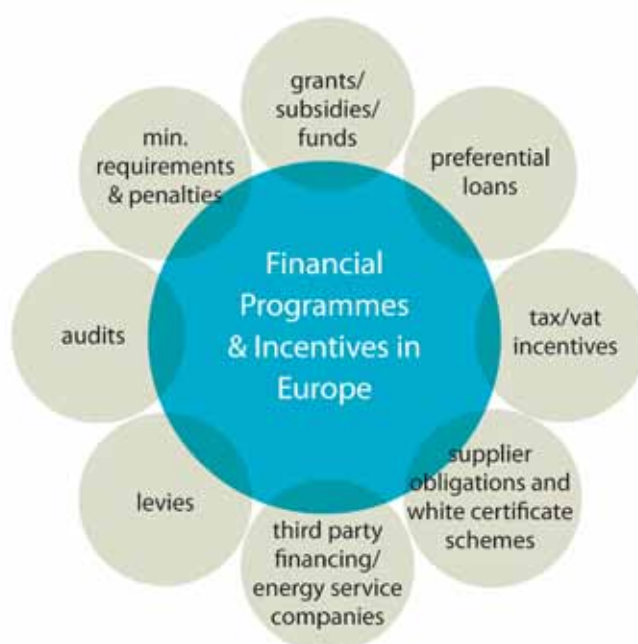 grants/
subsidies/
funds
preferential
loans
tax/vat
incentives
supplier
obligations and
white certificate
schemes
third party
financing/
energy service
companies
levies
audits
min.
requirements
& penalties
Financial
Programmes
& Incentives in
Europe